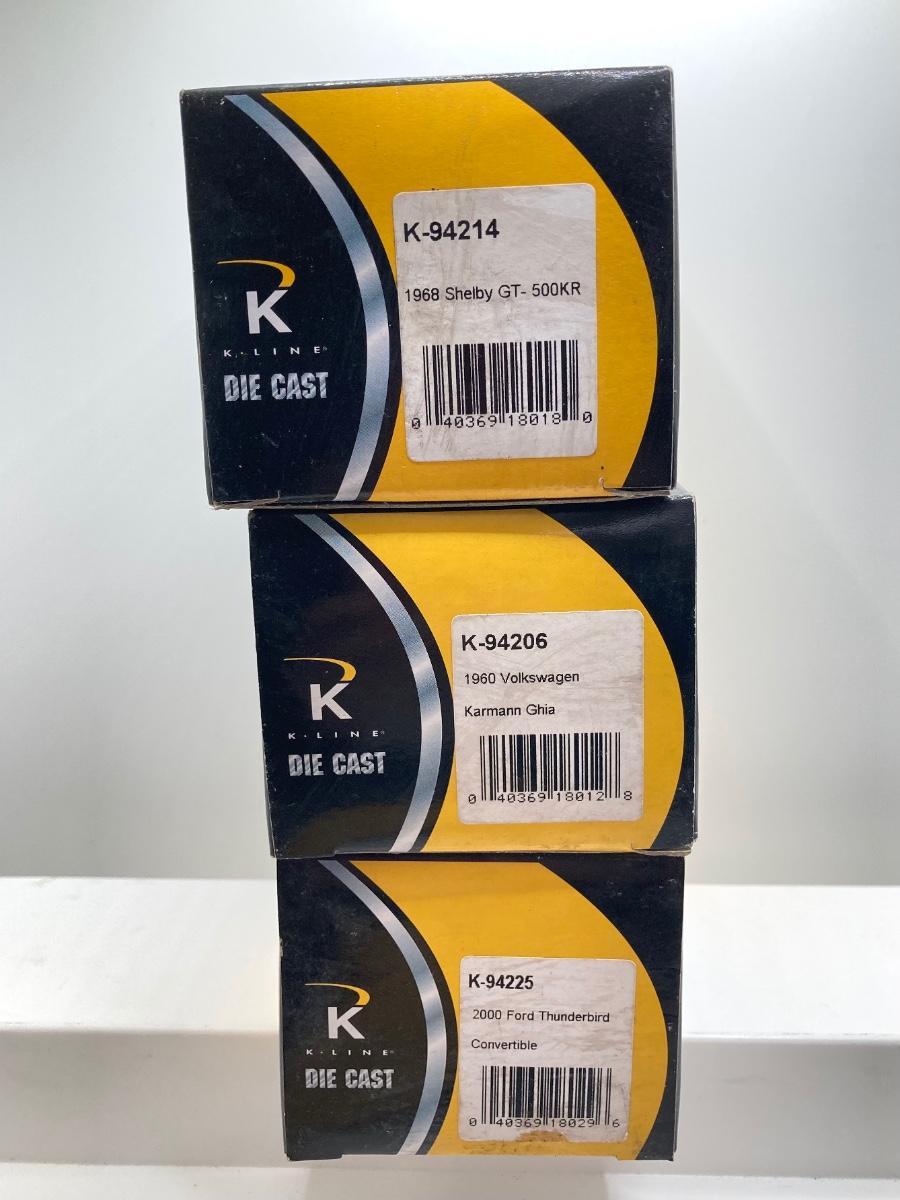 K-94214
1968 Shelby GT- 500KR
0 40369 18018 0
K
K·LINE®
DIE CAST
K-94206
1960 Volkswagen
Karmann Ghia
0 40369 18012 8
K
K·LINE®
DIE CAST
K-94225
2000 Ford Thunderbird
Convertible
0 40369 18029 6
K
K·LINE®
DIE CAST